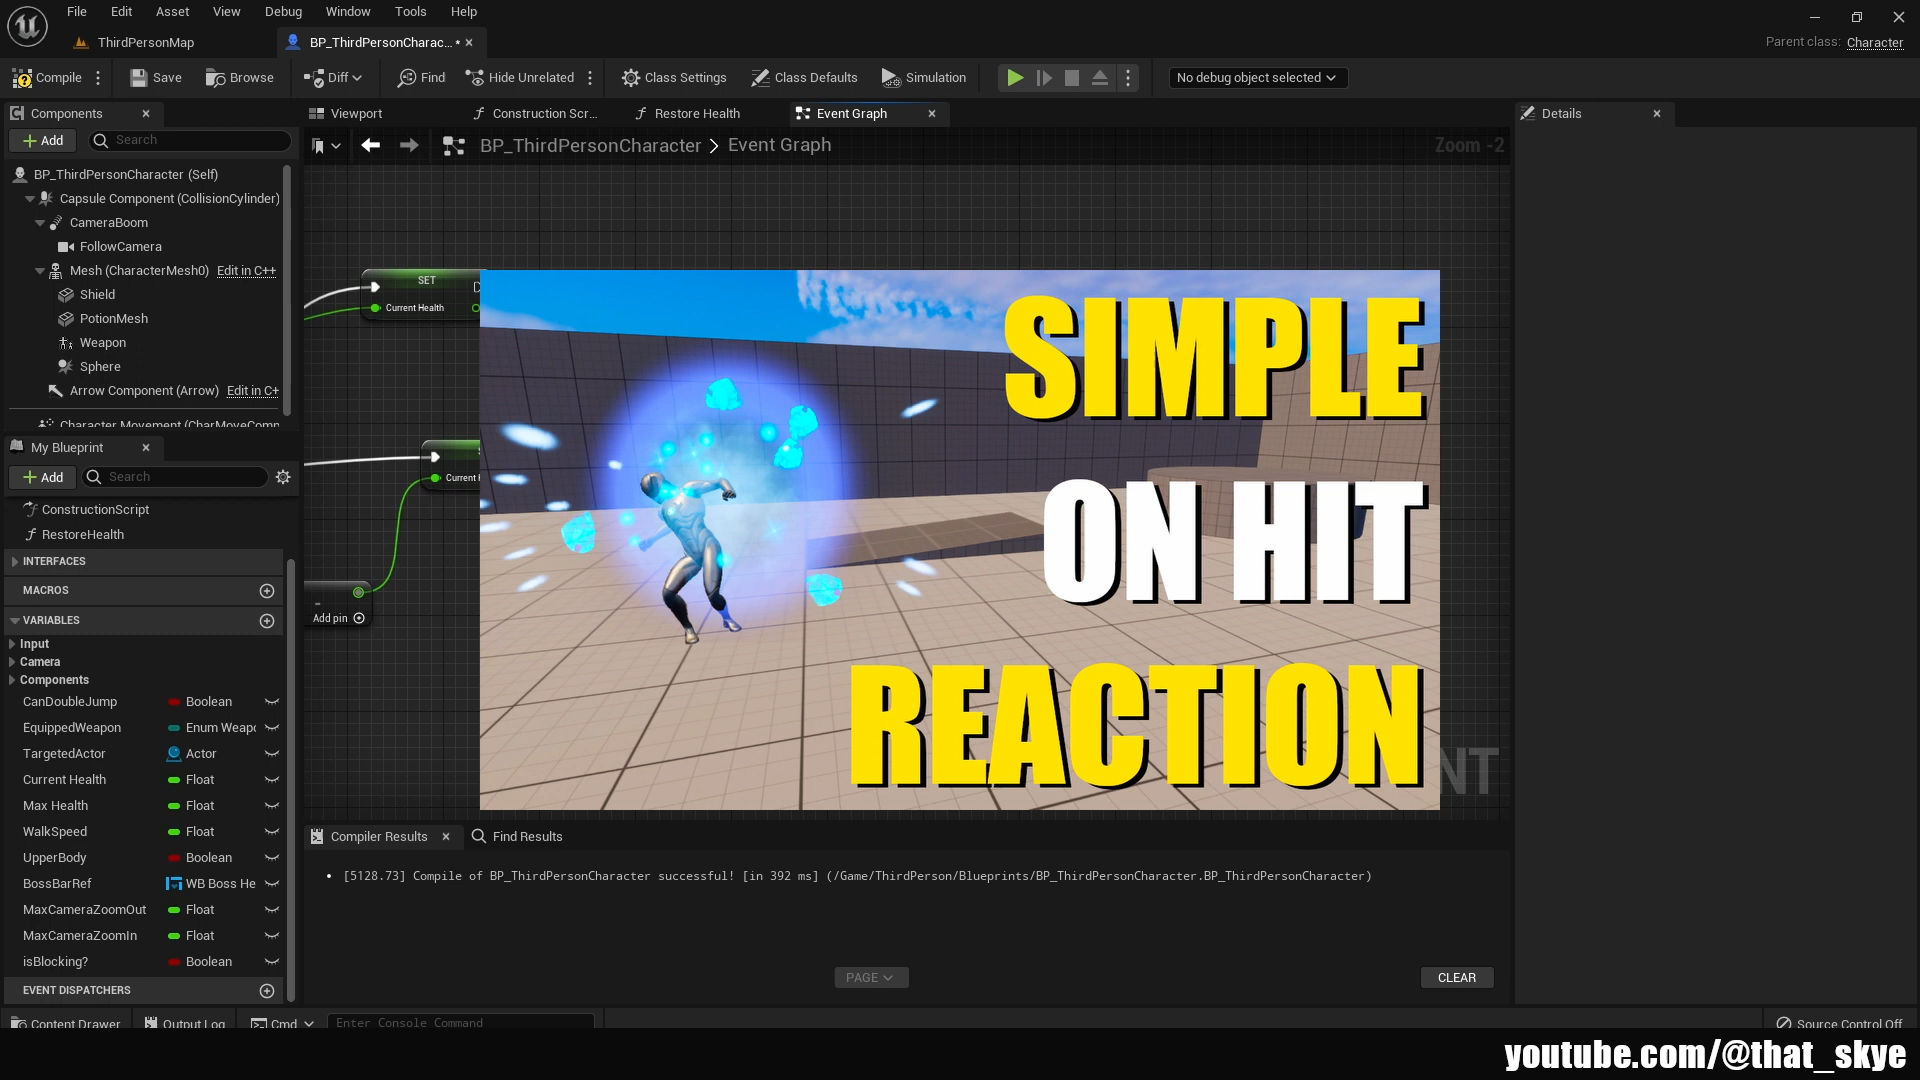 File Edit Asset View Debug Window Tools Help
ThirdPersonMap
BP_ThirdPersonCharac... •
Parent class: Character
Compile
Save
Browse
Diff
Find
Hide Unrelated
Class Settings
Class Defaults
Simulation
No debug object selected
Components
Add
Search
BP_ThirdPersonCharacter (Self)
Capsule Component (CollisionCylinder)
CameraBoom
FollowCamera
Mesh (CharacterMesh0) Edit in C++
Shield
PotionMesh
Weapon
Sphere
Arrow Component (Arrow) Edit in C+
Character Movement (CharMoveComp
My Blueprint
Add
Search
ConstructionScript
RestoreHealth
INTERFACES
MACROS
VARIABLES
Input
Camera
Components
CanDoubleJump Boolean
EquippedWeapon Enum Weapo
TargetedActor Actor
Current Health Float
Max Health Float
WalkSpeed Float
UpperBody Boolean
BossBarRef WB Boss He
MaxCameraZoomOut Float
MaxCameraZoomIn Float
isBlocking? Boolean
EVENT DISPATCHERS
Viewport
Construction Scr...
Restore Health
Event Graph
BP_ThirdPersonCharacter > Event Graph
Zoom -2
SET
Current Health
Current H
Add pin
SIMPLE
ON HIT
REACTION
NT
Compiler Results
Find Results
• [5128.73] Compile of BP_ThirdPersonCharacter successful! [in 392 ms] (/Game/ThirdPerson/Blueprints/BP_ThirdPersonCharacter.BP_ThirdPersonCharacter)
PAGE
CLEAR
Details
Content Drawer
Output Log
Cmd
Enter Console Command
Source Control Off
youtube.com/@that_skye